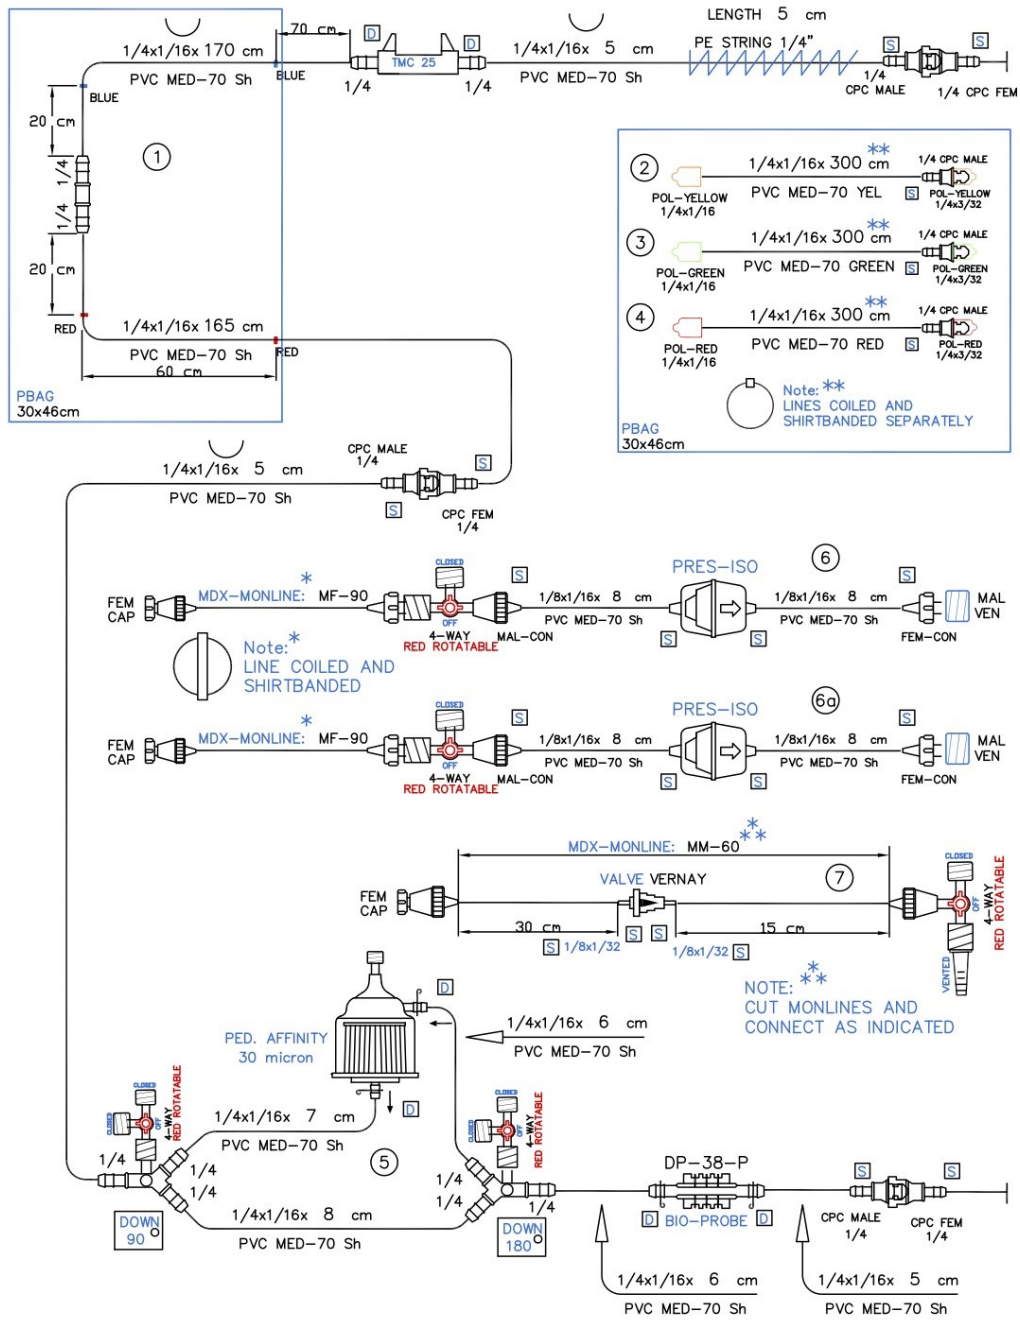 LENGTH 5 cm
70 cm
D
D
1/4x1/16x 170 cm
PVC MED-70 Sh
BLUE
BLUE
TMC 25
1/4
1/4
1/4x1/16x 5 cm
PVC MED-70 Sh
PE STRING 1/4"
S
S
1/4
CPC MALE
1/4 CPC FEM
20 cm
1/4
1/4
20 cm
1
RED
1/4x1/16x 165 cm
PVC MED-70 Sh
RED
60 cm
PBAG
30x46cm
2
1/4x1/16x 300 cm **
PVC MED-70 YEL
POL-YELLOW
1/4x1/16
1/4 CPC MALE
S
POL-YELLOW
1/4x3/32
3
1/4x1/16x 300 cm **
PVC MED-70 GREEN
POL-GREEN
1/4x1/16
1/4 CPC MALE
S
POL-GREEN
1/4x3/32
4
1/4x1/16x 300 cm **
PVC MED-70 RED
POL-RED
1/4x1/16
1/4 CPC MALE
S
POL-RED
1/4x3/32
Note: **
LINES COILED AND
SHIRTBANDED SEPARATELY
PBAG
30x46cm
1/4x1/16x 5 cm
PVC MED-70 Sh
CPC MALE
1/4
S
S
CPC FEM
1/4
6
FEM
CAP
MDX-MONLINE: MF-90 *
CLOSED
OFF
4-WAY
RED ROTATABLE
S
MAL-CON
1/8x1/16x 8 cm
PVC MED-70 Sh
PRES-ISO
S
S
1/8x1/16x 8 cm
PVC MED-70 Sh
S
FEM-CON
MAL
VEN
Note: *
LINE COILED AND
SHIRTBANDED
6a
FEM
CAP
MDX-MONLINE: MF-90 *
CLOSED
OFF
4-WAY
RED ROTATABLE
S
MAL-CON
1/8x1/16x 8 cm
PVC MED-70 Sh
PRES-ISO
S
S
1/8x1/16x 8 cm
PVC MED-70 Sh
S
FEM-CON
MAL
VEN
MDX-MONLINE: MM-60 ***
VALVE VERNAY
7
FEM
CAP
30 cm
S 1/8x1/32
S
S
15 cm
1/8x1/32 S
CLOSED
OFF
4-WAY
RED ROTATABLE
VENTED
NOTE: ***
CUT MONLINES AND
CONNECT AS INDICATED
D
PED. AFFINITY
30 micron
1/4x1/16x 6 cm
PVC MED-70 Sh
D
CLOSED
CLOSED
OFF
4-WAY
RED ROTATABLE
1/4x1/16x 7 cm
PVC MED-70 Sh
5
CLOSED
CLOSED
OFF
4-WAY
RED ROTATABLE
1/4
1/4
1/4
1/4
1/4
1/4
1/4x1/16x 8 cm
PVC MED-70 Sh
DOWN
90°
DOWN
180°
DP-38-P
D BIO-PROBE D
S
S
CPC MALE
1/4
CPC FEM
1/4
1/4x1/16x 6 cm
PVC MED-70 Sh
1/4x1/16x 5 cm
PVC MED-70 Sh